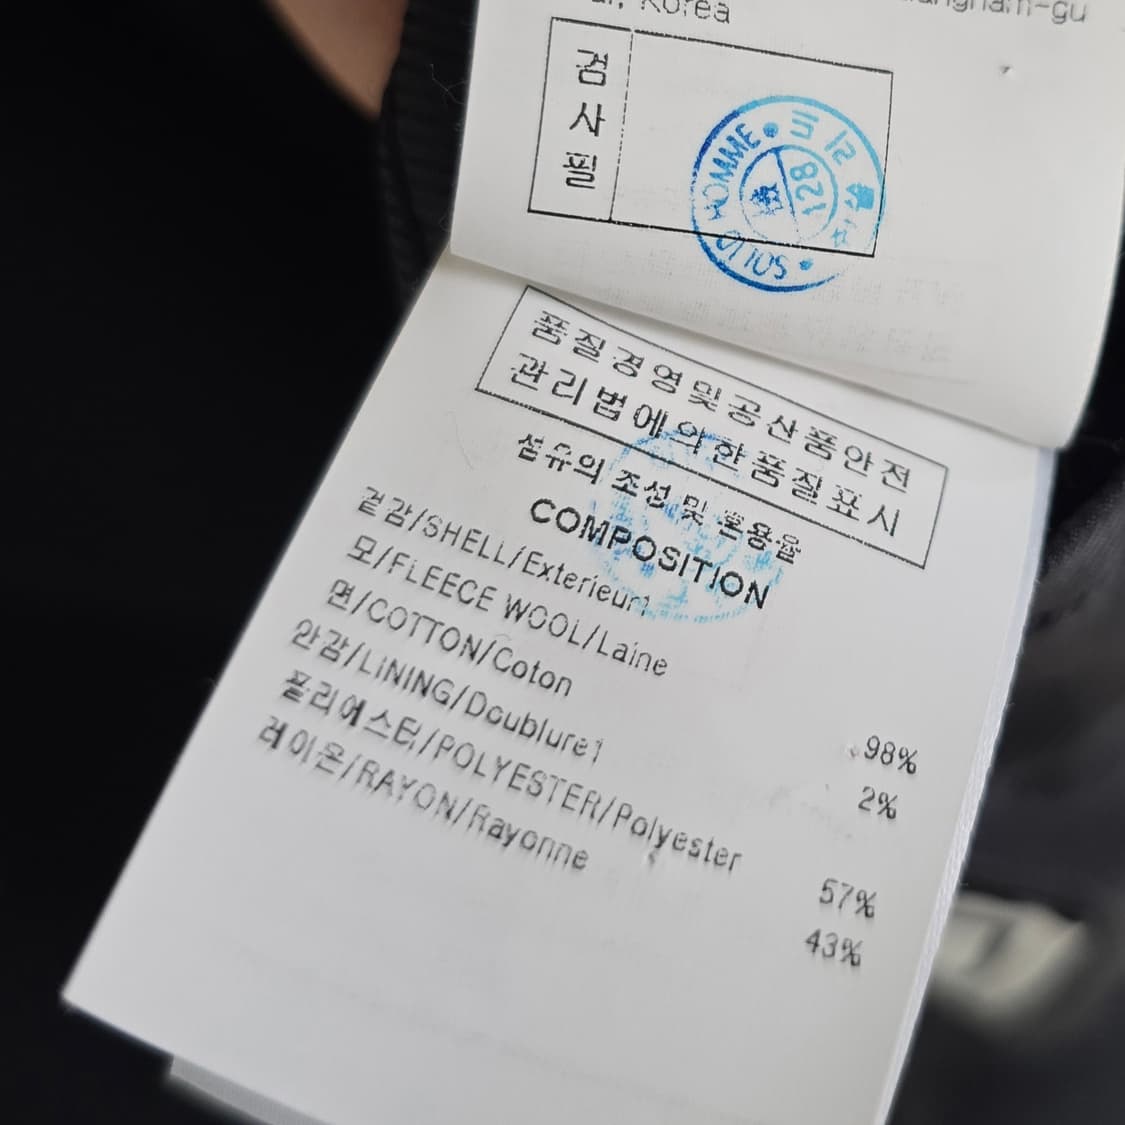 Korea
검
사
필
SOLID HOMME
128
품질경영및공산품안전
관리법에의한품질표시
섬유의 조성 및 혼용율
COMPOSITION
겉감/SHELL/Exterieur1
모/FLEECE WOOL/Laine 98%
면/COTTON/Coton 2%
안감/LINING/Doublure1
폴리에스터/POLYESTER/Polyester 57%
레이온/RAYON/Rayonne 43%